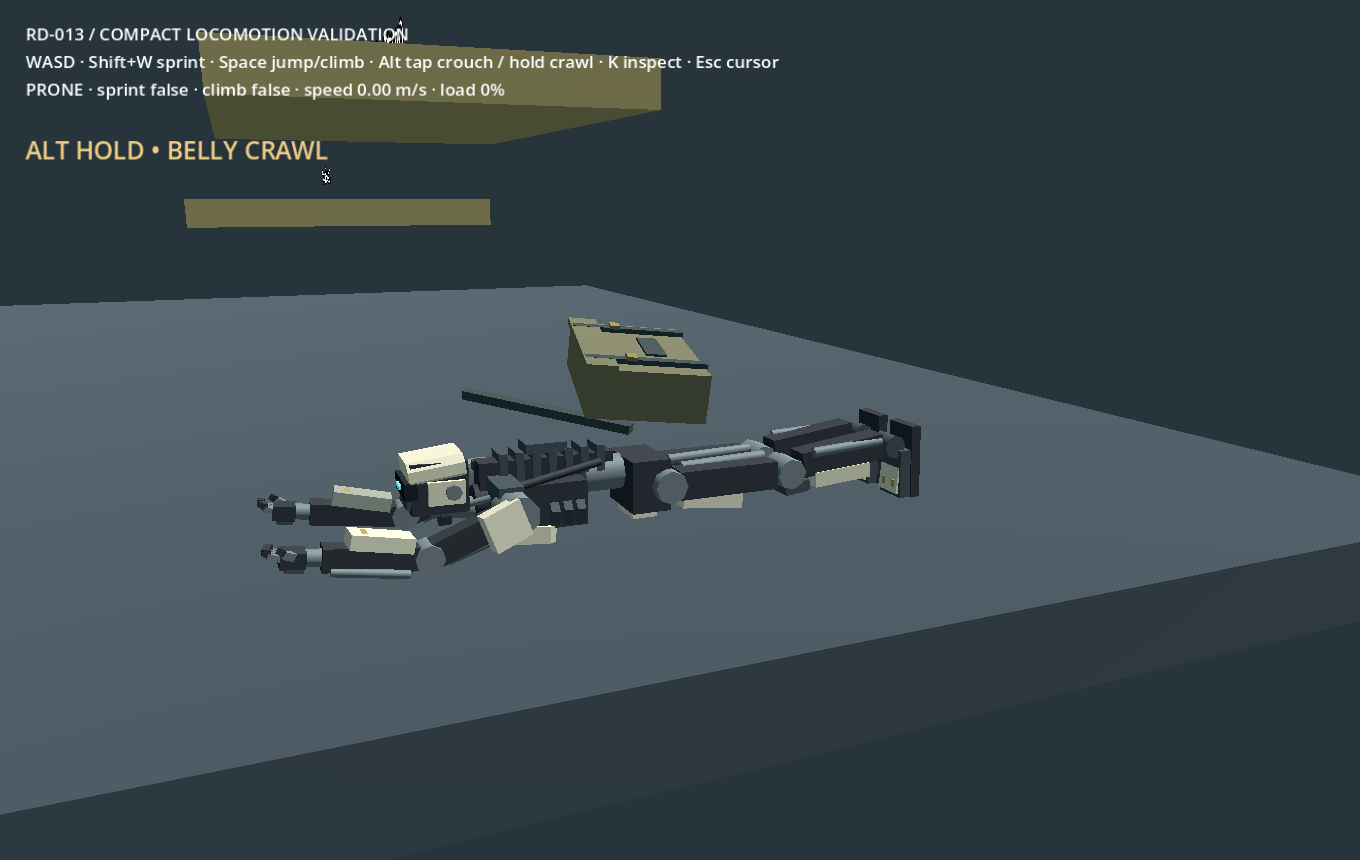 RD-013 / COMPACT LOCOMOTION VALIDATION
WASD · Shift+W sprint · Space jump/climb · Alt tap crouch / hold crawl · K inspect · Esc cursor
PRONE · sprint false · climb false · speed 0.00 m/s · load 0%
ALT HOLD • BELLY CRAWL